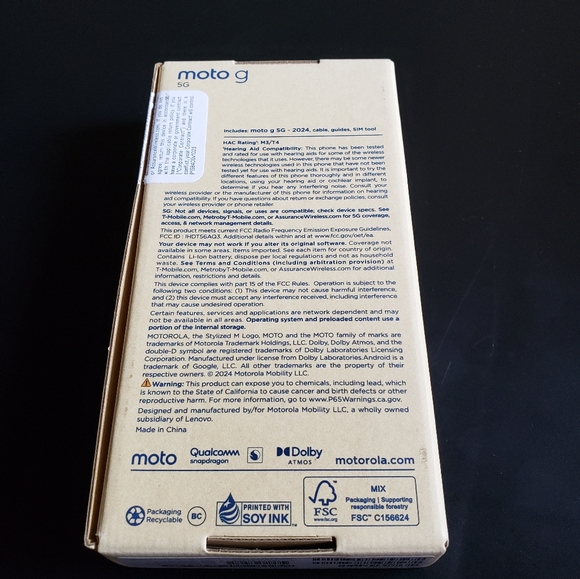 moto g
5G
Includes: moto g 5G - 2024, cable, guides, SIM tool
HAC Rating¹: M3/T4
¹Hearing Aid Compatibility: This phone has been tested
and rated for use with hearing aids for some of the wireless
technologies that it uses. However, there may be some newer
wireless technologies used in this phone that have not been
tested yet for use with hearing aids. It is important to try the
different features of this phone thoroughly and in different
locations, using your hearing aid or cochlear implant, to
determine if you hear any interfering noise. Consult your
wireless provider or the manufacturer of this phone for information on hearing
aid compatibility. If you have questions about return or exchange policies, consult
your wireless provider or phone retailer.
5G: Not all devices, signals, or uses are compatible; check device specs. See
T-Mobile.com, MetrobyT-Mobile.com, or AssuranceWireless.com for 5G coverage,
access, & network management details.
This product meets current FCC Radio Frequency Emission Exposure Guidelines,
FCC ID : IHDT56AQ3. Additional details within and at www.fcc.gov/oet/ea.
Your device may not work if you alter its original software. Coverage not
available in some areas. Items imported. See each item for country of origin.
Contains Li-Ion battery; dispose per local regulations and not as household
waste. See Terms and Conditions (including arbitration provision) at
T-Mobile.com, MetrobyT-Mobile.com, or AssuranceWireless.com for additional
information, restrictions and details.
This device complies with part 15 of the FCC Rules. Operation is subject to the
following two conditions: (1) This device may not cause harmful interference,
and (2) this device must accept any interference received, including interference
that may cause undesired operation.
Certain features, services and applications are network dependent and may
not be available in all areas. Operating system and preloaded content use a
portion of the internal storage.
MOTOROLA, the Stylized M Logo, MOTO and the MOTO family of marks are
trademarks of Motorola Trademark Holdings, LLC. Dolby, Dolby Atmos, and the
double-D symbol are registered trademarks of Dolby Laboratories Licensing
Corporation. Manufactured under license from Dolby Laboratories.Android is a
trademark of Google, LLC. All other trademarks are the property of their
respective owners. © 2024 Motorola Mobility LLC.
Warning: This product can expose you to chemicals, including lead, which
is known to the State of California to cause cancer and birth defects or other
reproductive harm. For more information, go to www.P65Warnings.ca.gov.
Designed and manufactured by/for Motorola Mobility LLC, a wholly owned
subsidiary of Lenovo.
Made in China
moto
Qualcomm
snapdragon
Dolby
ATMOS
motorola.com
Packaging
Recyclable
BC
PRINTED WITH
SOY INK™
FSC
www.fsc.org
MIX
Packaging | Supporting
responsible forestry
FSC™ C156624